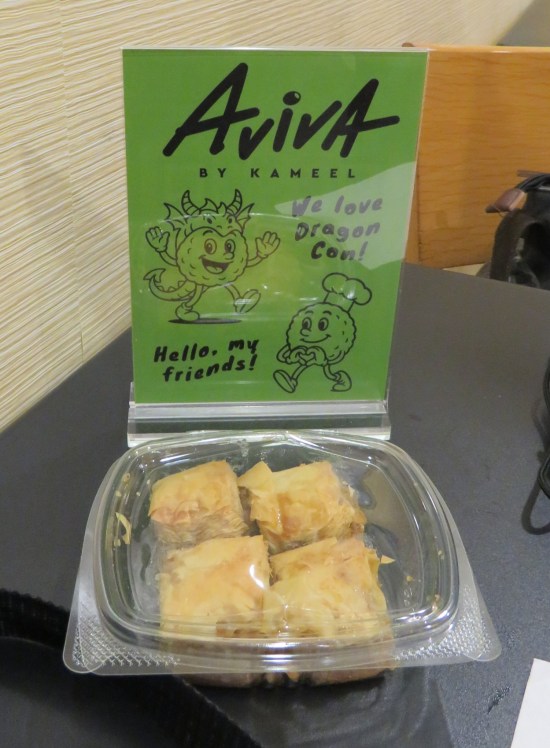 AvivA
BY KAMEEL
We love
Dragon
Con!
Hello, my
friends!